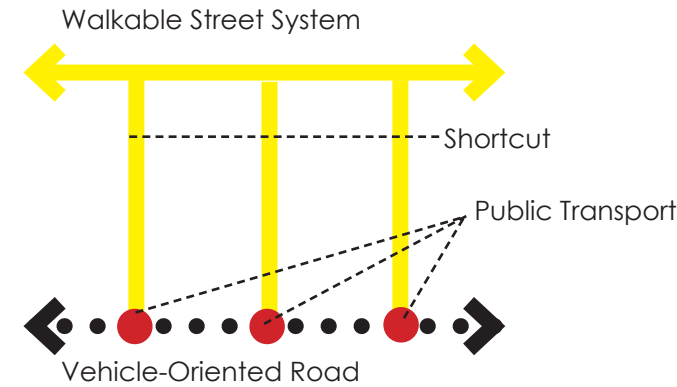 Walkable Street System
Shortcut
Public Transport
Vehicle-Oriented Road